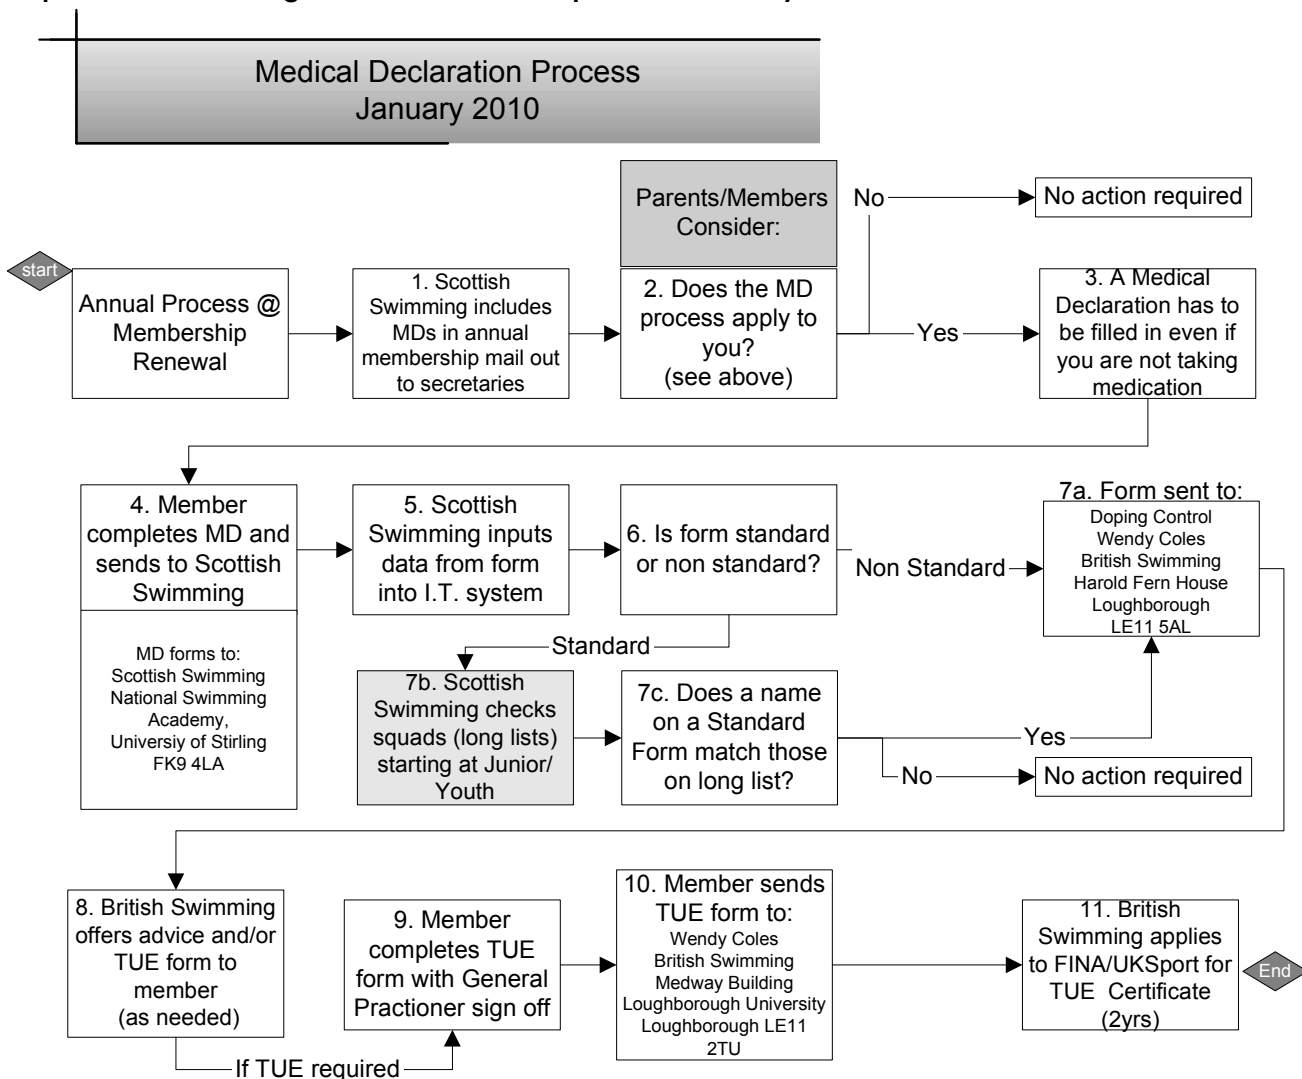 Medical Declaration Process
January 2010
Parents/Members
Consider:
No
No action required
start
Annual Process @
Membership
Renewal
1. Scottish
Swimming includes
MDs in annual
membership mail out
to secretaries
2. Does the MD
process apply to
you?
(see above)
Yes
3. A Medical
Declaration has to
be filled in even if
you are not taking
medication
4. Member
completes MD and
sends to Scottish
Swimming
MD forms to:
Scottish Swimming
National Swimming
Academy,
Universiy of Stirling
FK9 4LA
5. Scottish
Swimming inputs
data from form
into I.T. system
6. Is form standard
or non standard?
Non Standard
7a. Form sent to:
Doping Control
Wendy Coles
British Swimming
Harold Fern House
Loughborough
LE11 5AL
Standard
7b. Scottish
Swimming checks
squads (long lists)
starting at Junior/
Youth
7c. Does a name
on a Standard
Form match those
on long list?
Yes
No
No action required
8. British Swimming
offers advice and/or
TUE form to
member
(as needed)
If TUE required
9. Member
completes TUE
form with General
Practioner sign off
10. Member sends
TUE form to:
Wendy Coles
British Swimming
Medway Building
Loughborough University
Loughborough LE11
2TU
11. British
Swimming applies
to FINA/UKSport for
TUE Certificate
(2yrs)
End